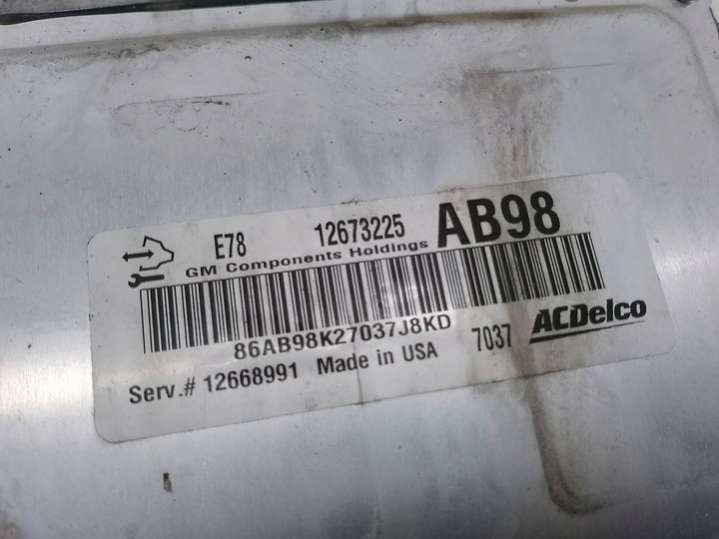 E78 12673225 AB98
GM Components Holdings
86AB98K27037J8KD 7037 ACDelco
Serv.# 12668991 Made in USA